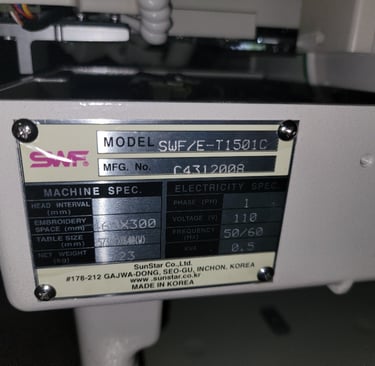 SWF
MODEL SWF/E-T1501C
MFG. No. C4312008
MACHINE SPEC.
HEAD INTERVAL (mm)
EMBROIDERY SPACE (mm) X300
TABLE SIZE (mm)
NET WEIGHT (kg)
ELECTRICITY SPEC.
PHASE (PH) 1
VOLTAGE (V) 110
FREQUENCY (Hz) 50/60
KVA 0.5
SunStar Co.,Ltd.
#178-212 GAJWA-DONG, SEO-GU, INCHON, KOREA
www.sunstar.co.kr
MADE IN KOREA